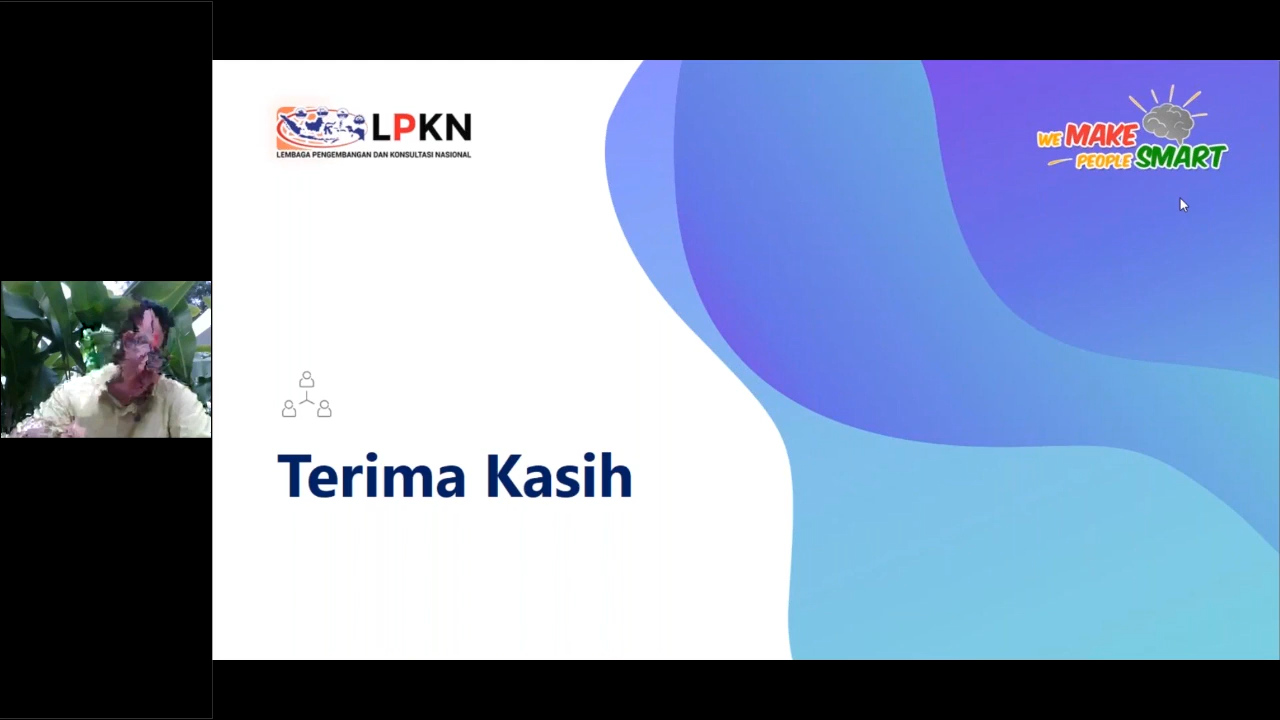 LPKN
LEMBAGA PENGEMBANGAN DAN KONSULTASI NASIONAL
WE MAKE
PEOPLE SMART
Terima Kasih